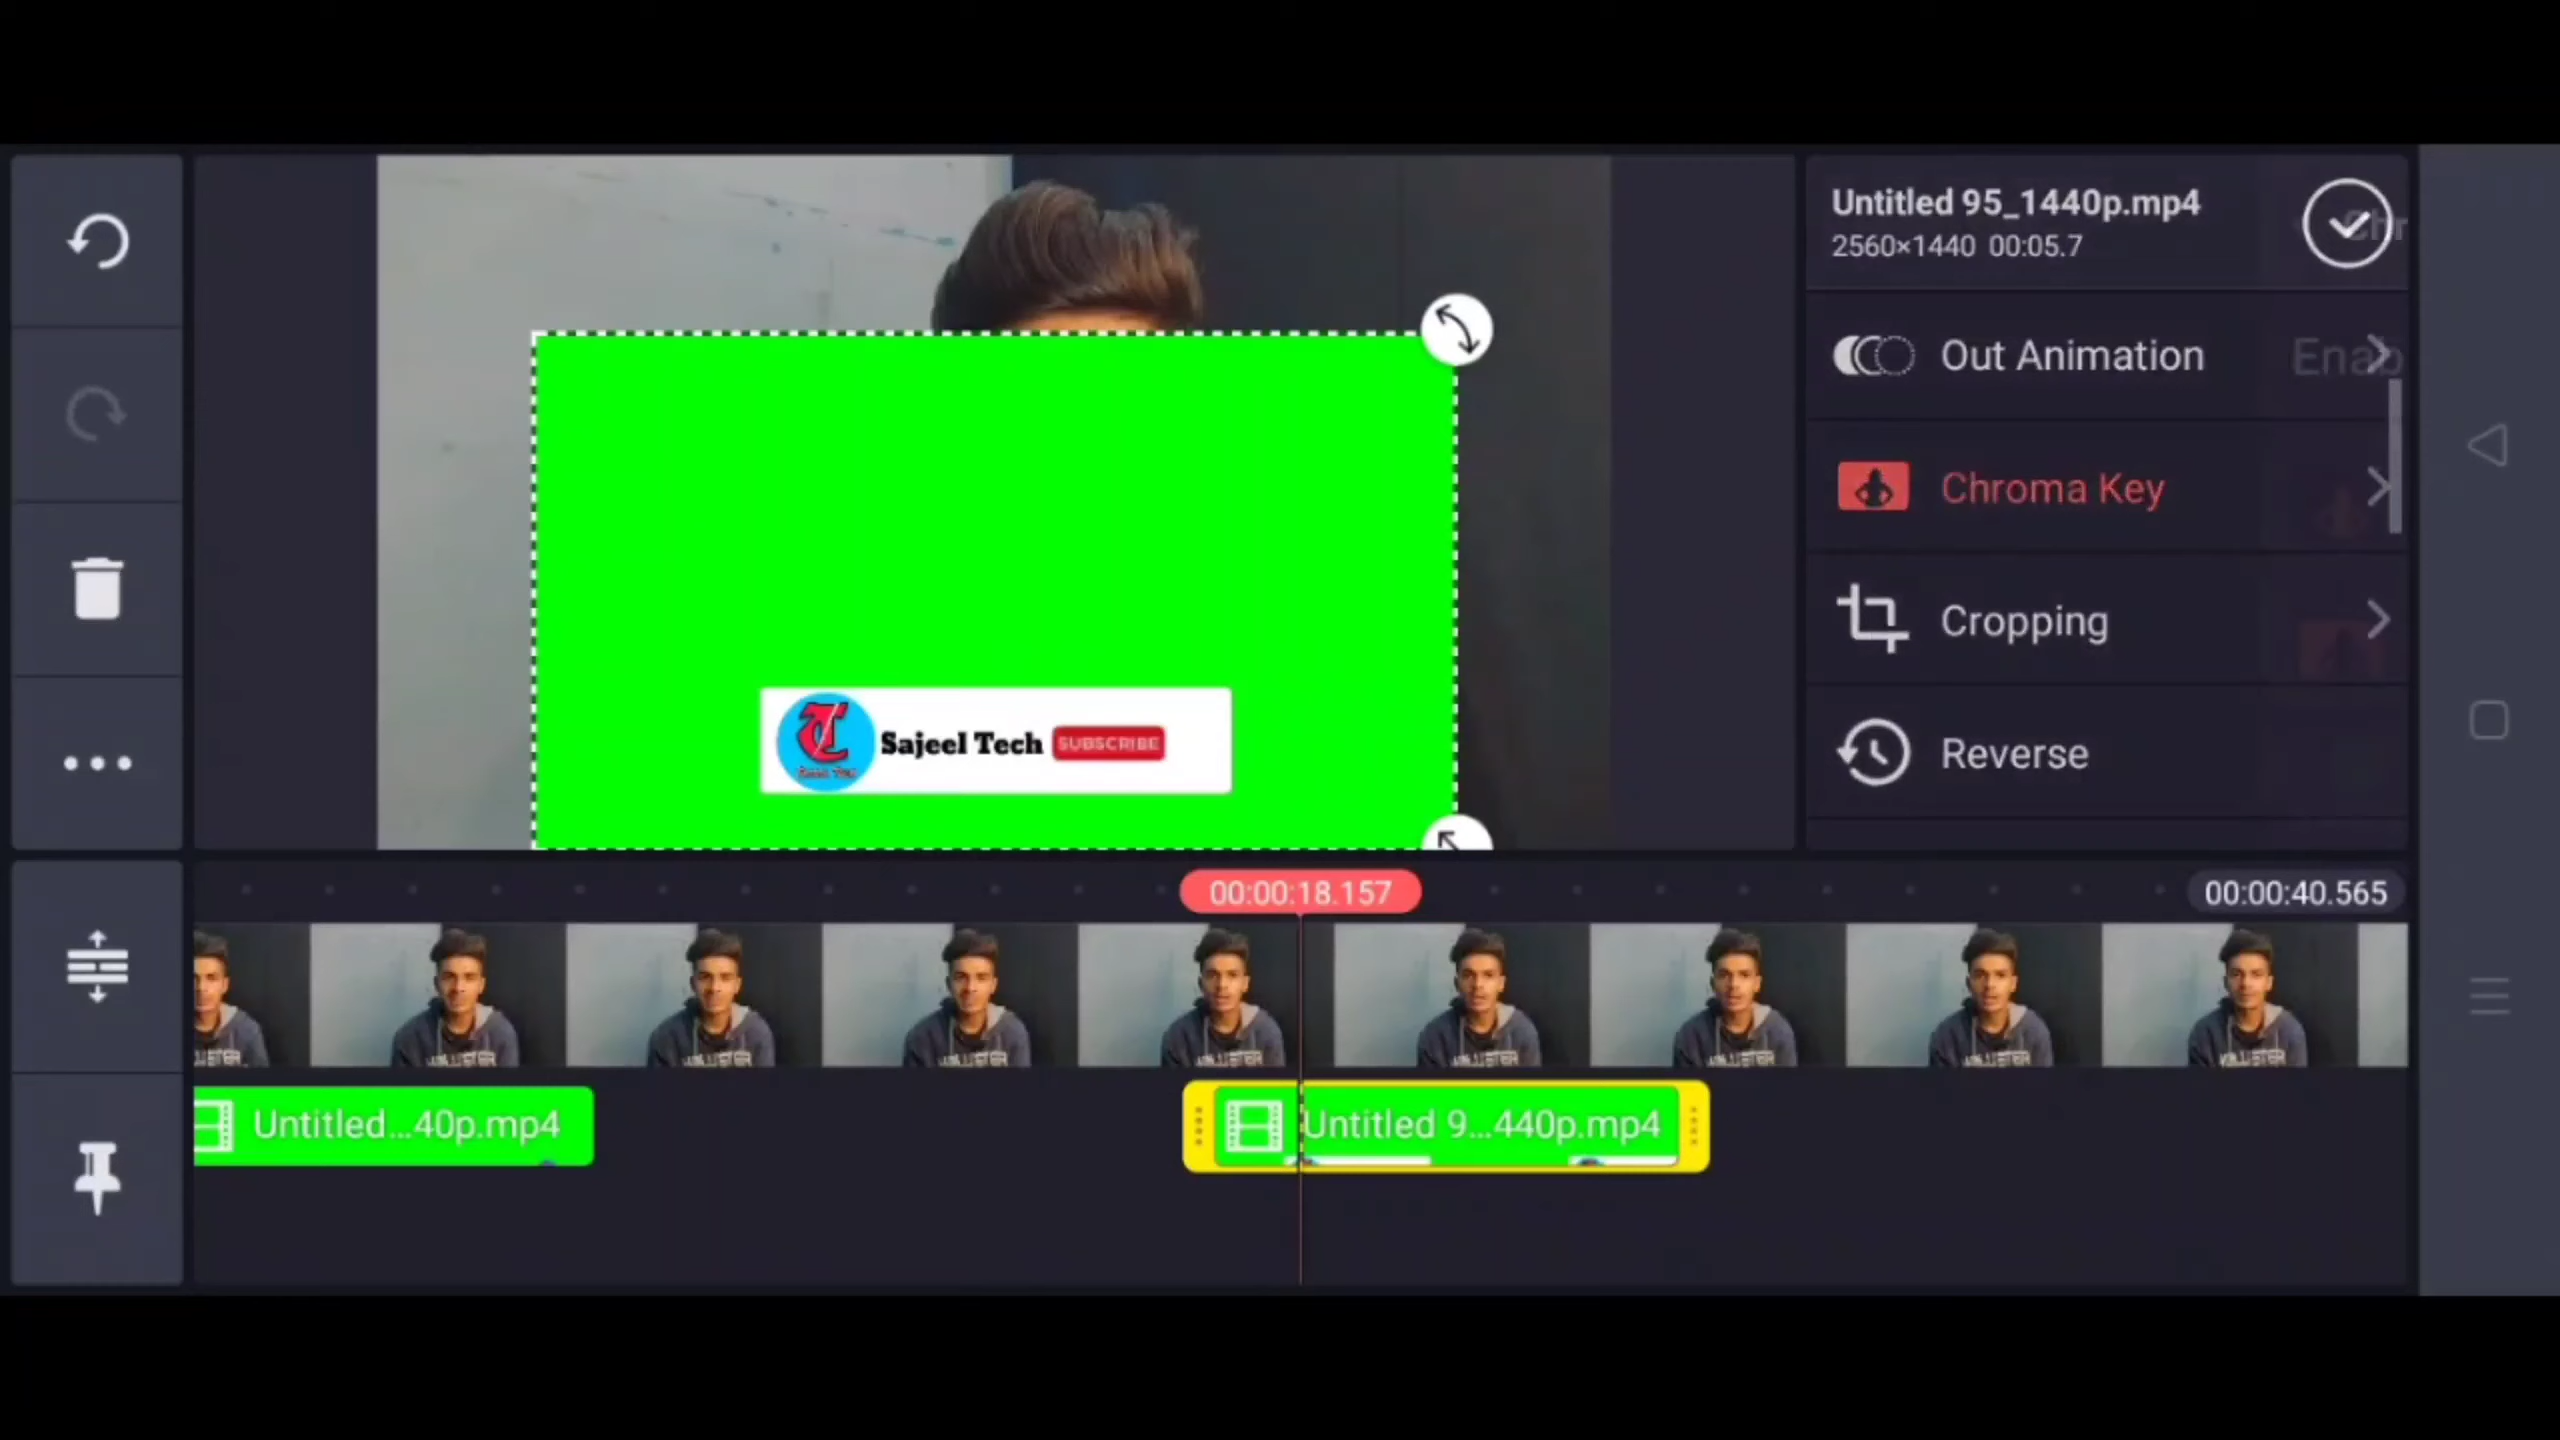 Untitled 95_1440p.mp4
2560×1440 00:05.7
Out Animation
Enab
Chroma Key
Cropping
Reverse
Sajeel Tech SUBSCRIBE
00:00:18.157
00:00:40.565
Untitled...40p.mp4
Untitled 9...440p.mp4